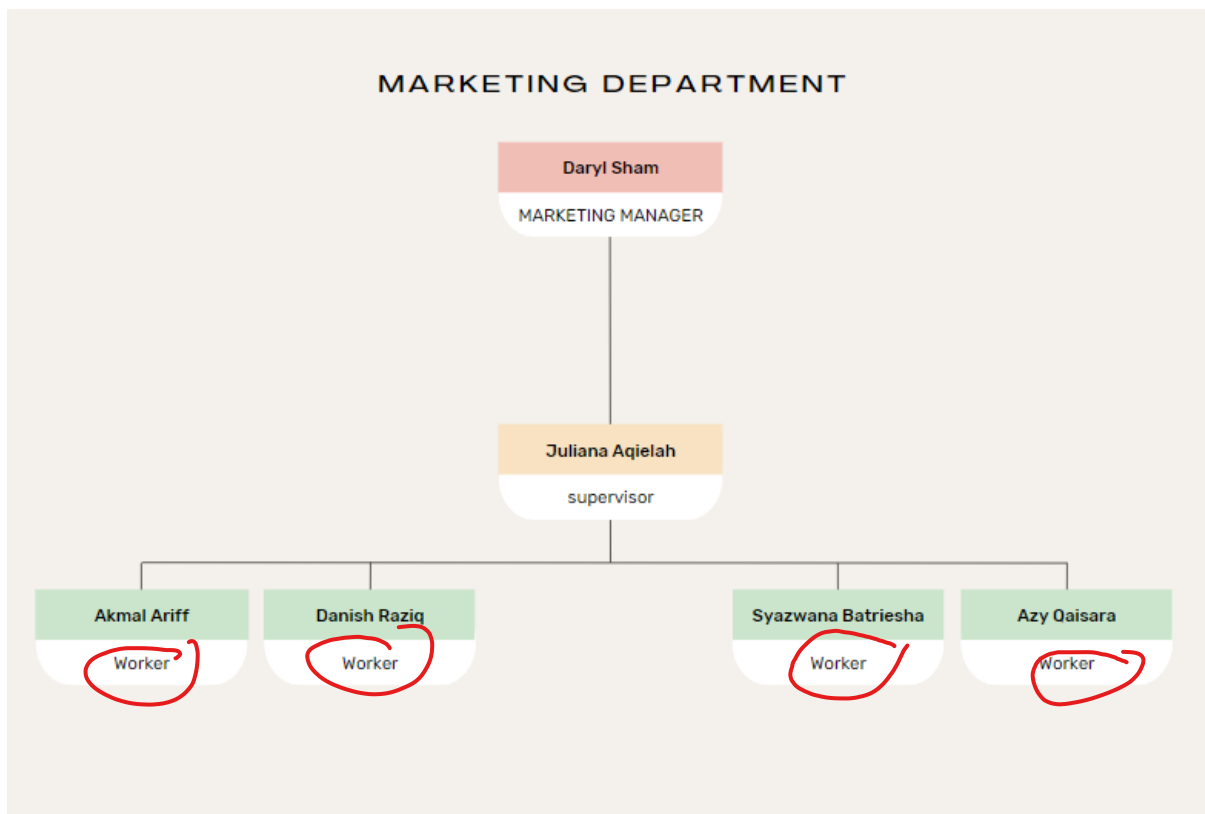 MARKETING DEPARTMENT
Daryl Sham
MARKETING MANAGER
Juliana Aqielah
supervisor
Akmal Ariff
Worker
Danish Raziq
Worker
Syazwana Batriesha
Worker
Azy Qaisara
Worker